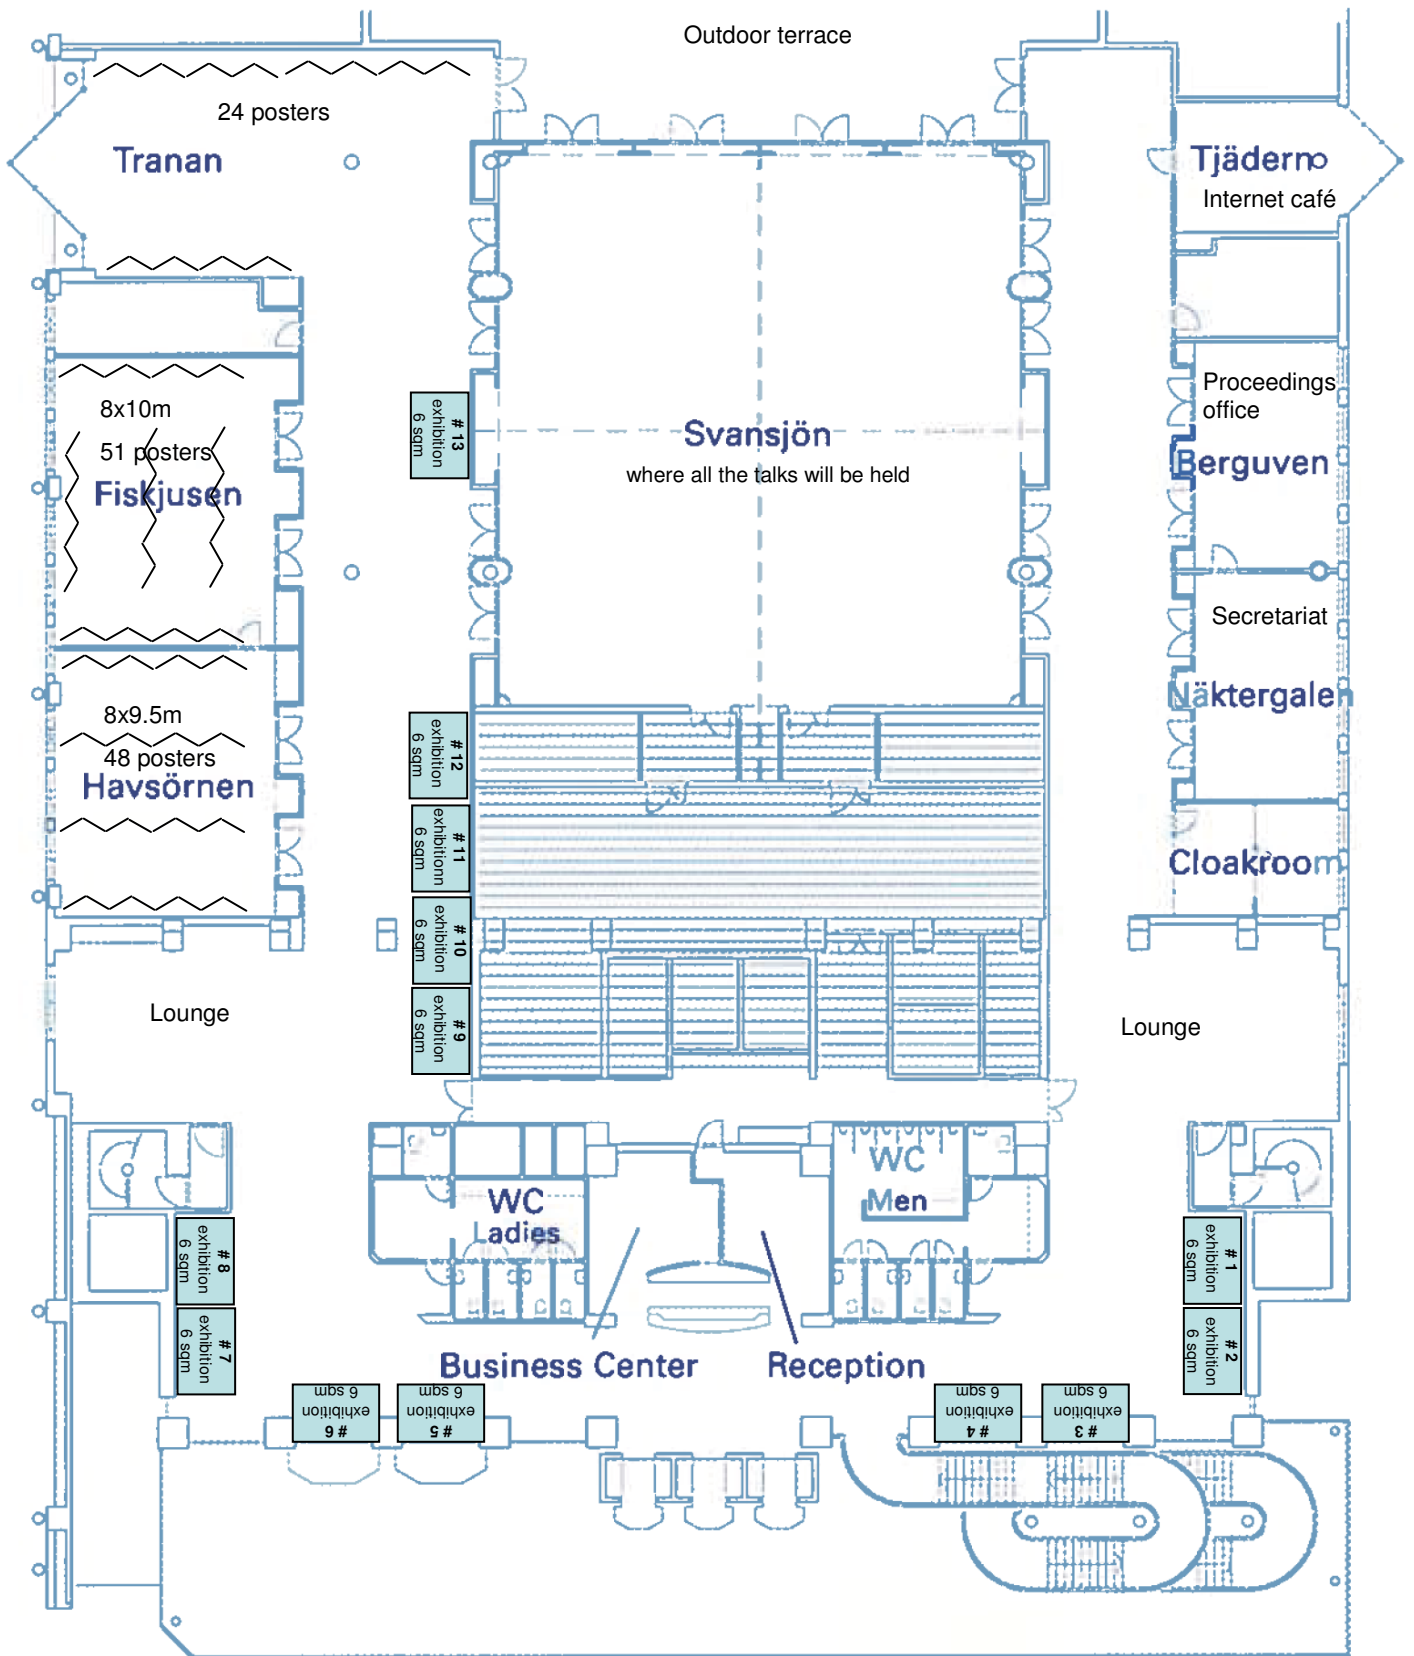 Outdoor terrace
24 posters
Tranan
Tjädern
Internet café
8x10m
51 posters
Fiskjusen
# 13
exhibition
6 sqm
Svansjön
where all the talks will be held
Proceedings
office
Berguven
Secretariat
Näktergalen
8x9.5m
48 posters
Havsörnen
# 12
exhibition
6 sqm
# 11
exhibitionn
6 sqm
# 10
exhibition
6 sqm
# 9
exhibition
6 sqm
Cloakroom
Lounge
Lounge
WC
Ladies
WC
Men
# 8
exhibition
6 sqm
# 7
exhibition
6 sqm
# 1
exhibition
6 sqm
# 2
exhibition
6 sqm
Business Center
Reception
# 6
exhibition
6 sqm
# 5
exhibition
6 sqm
# 4
exhibition
6 sqm
# 3
exhibition
6 sqm